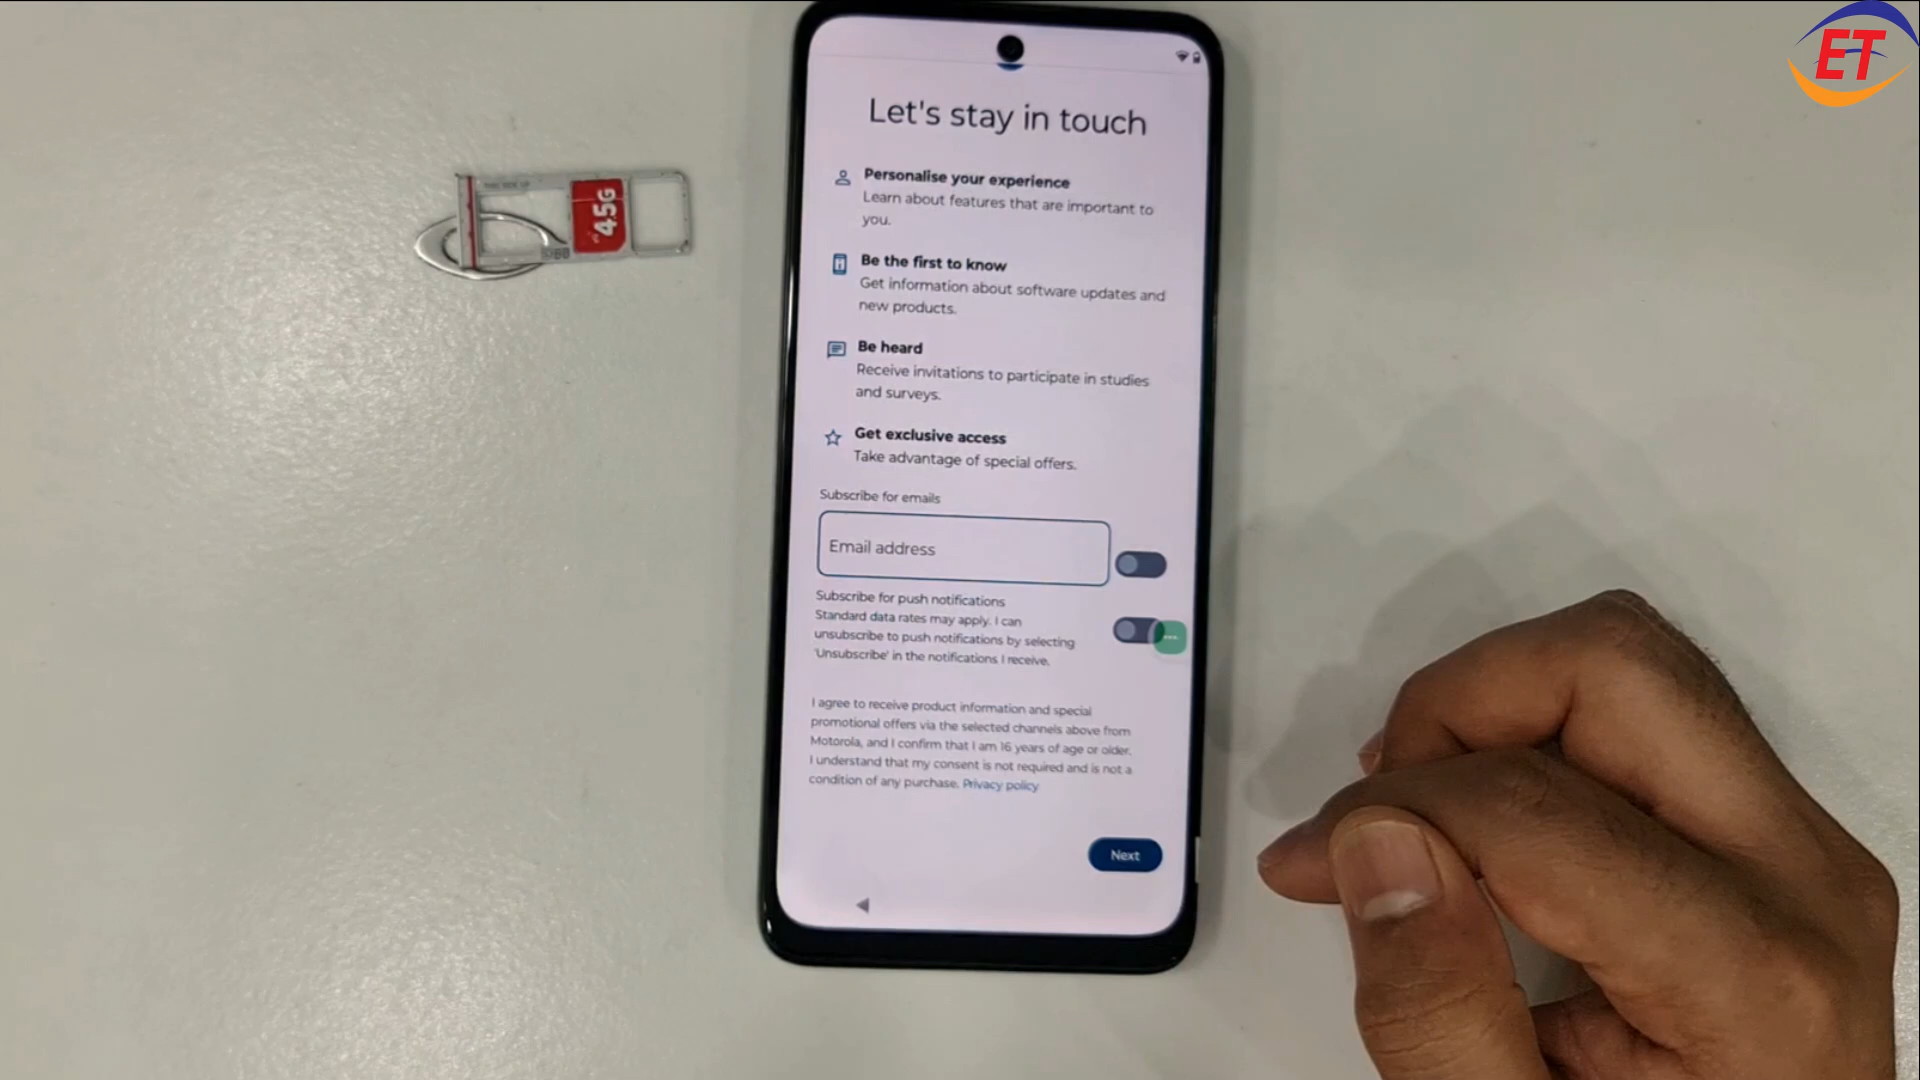 ET
Let's stay in touch
Personalise your experience
Learn about features that are important to
you.
Be the first to know
Get information about software updates and
new products.
Be heard
Receive invitations to participate in studies
and surveys.
Get exclusive access
Take advantage of special offers.
Subscribe for emails
Email address
Subscribe for push notifications
Standard data rates may apply. I can
unsubscribe to push notifications by selecting
'Unsubscribe' in the notifications I receive.
I agree to receive product information and special
promotional offers via the selected channels above from
Motorola, and I confirm that I am 16 years of age or older.
I understand that my consent is not required and is not a
condition of any purchase. Privacy policy
Next
4.5G